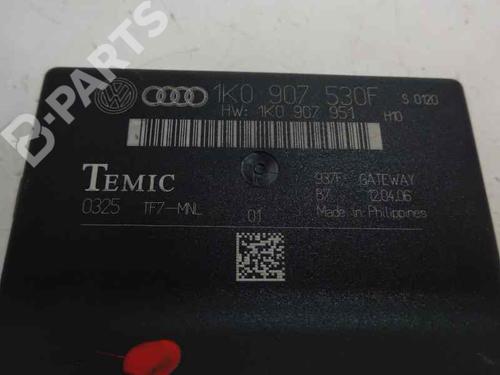 B-PARTS
1K0 907 530F S 0120
HW: 1K0 907 951 H10
TEMIC 937F GATEWAY
87 12.04.06
0325 TF7-MNL 01 Made in Philippines